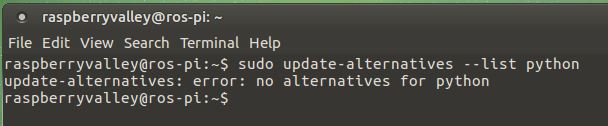 raspberryvalley@ros-pi: ~
File Edit View Search Terminal Help
raspberryvalley@ros-pi:~$ sudo update-alternatives --list python
update-alternatives: error: no alternatives for python
raspberryvalley@ros-pi:~$